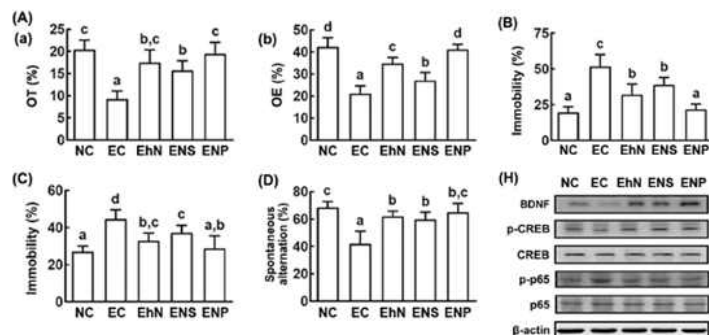 (A)
(a)
OT (%)
25
20
15
10
5
0
c
a
b,c
b
c
NC EC EhN ENS ENP
(b)
OE (%)
60
40
20
0
d
a
c
b
d
NC EC EhN ENS ENP
(B)
Immobility (%)
75
50
25
0
a
c
b
b
a
NC EC EhN ENS ENP
(C)
Immobility (%)
60
40
20
0
a
d
b,c
c
a,b
NC EC EhN ENS ENP
(D)
Spontaneous
alternation (%)
80
60
40
20
0
c
a
b
b
b,c
NC EC EhN ENS ENP
(H)
NC EC EhN ENS ENP
BDNF
p-CREB
CREB
p-p65
p65
β-actin